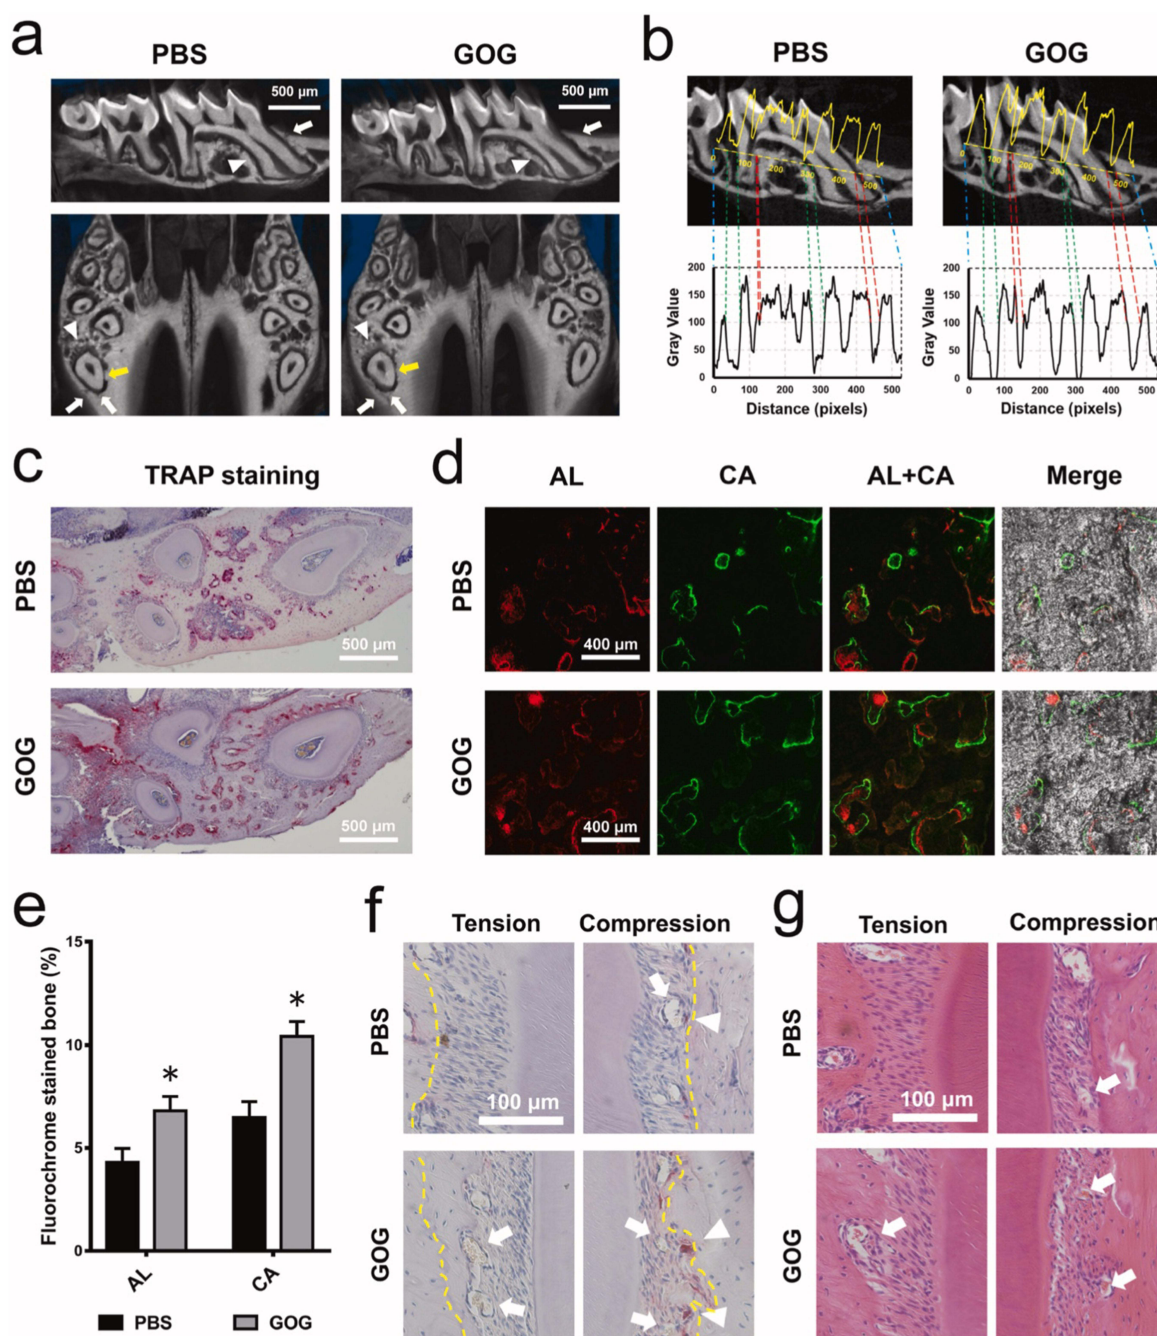 a
PBS
GOG
500 µm
500 µm
b
PBS
GOG
0
100
200
300
400
500
0
100
200
300
400
500
200
150
100
50
0
Gray Value
0 100 200 300 400 500
Distance (pixels)
200
150
100
50
0
Gray Value
0 100 200 300 400 500
Distance (pixels)
c
TRAP staining
PBS
500 µm
GOG
500 µm
d
AL CA AL+CA Merge
PBS
400 µm
GOG
400 µm
e
Fluorochrome stained bone (%)
15
10
5
0
* *
AL CA
PBS GOG
f
Tension Compression
PBS
100 µm
GOG
g
Tension Compression
PBS
100 µm
GOG